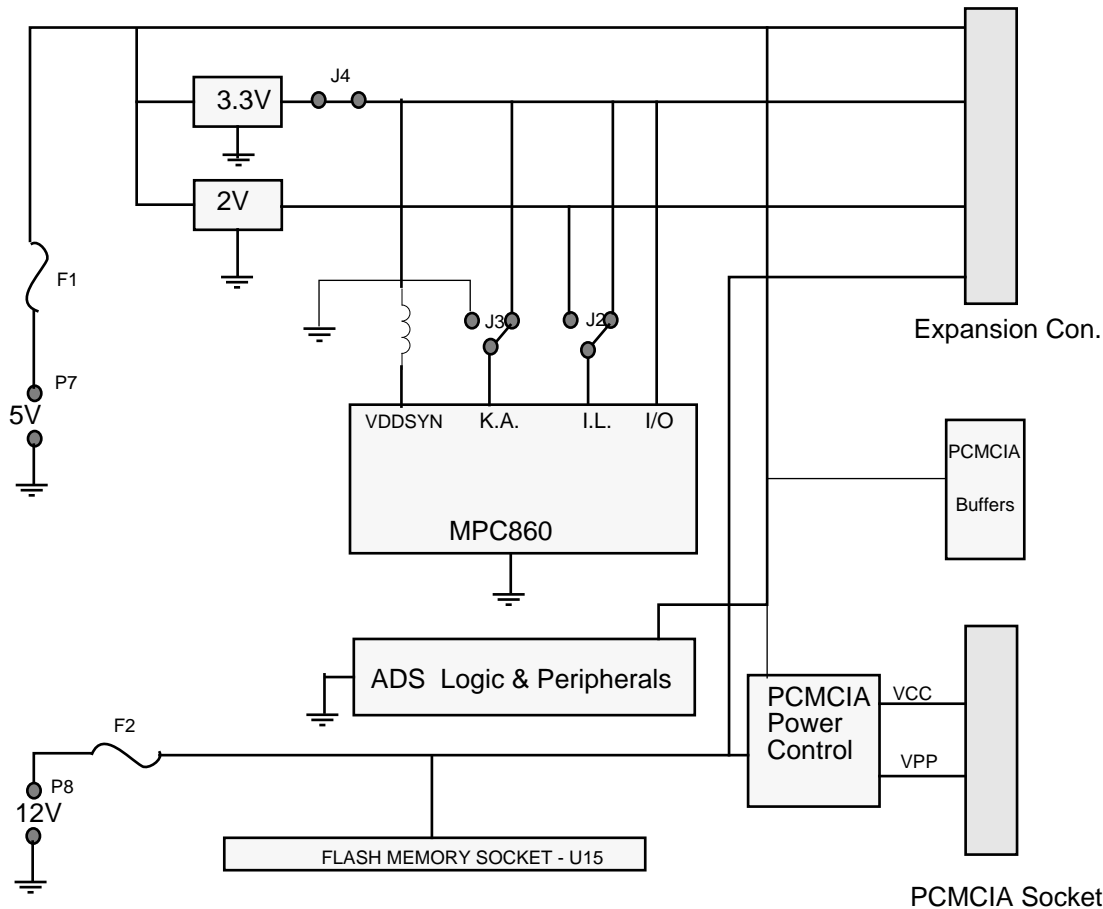 J4
3.3V
2V
F1
J3
J2
Expansion Con.
P7
5V
VDDSYN K.A. I.L. I/O
PCMCIA
Buffers
MPC860
ADS Logic & Peripherals
PCMCIA
Power
Control
VCC
VPP
F2
P8
12V
FLASH MEMORY SOCKET - U15
PCMCIA Socket